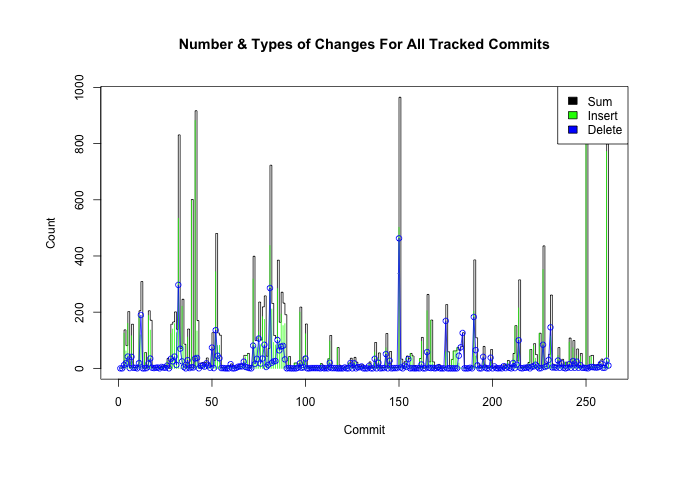 Number & Types of Changes For All Tracked Commits
Sum
Insert
Delete
Count
0
200
400
600
800
1000
0 50 100 150 200 250
Commit